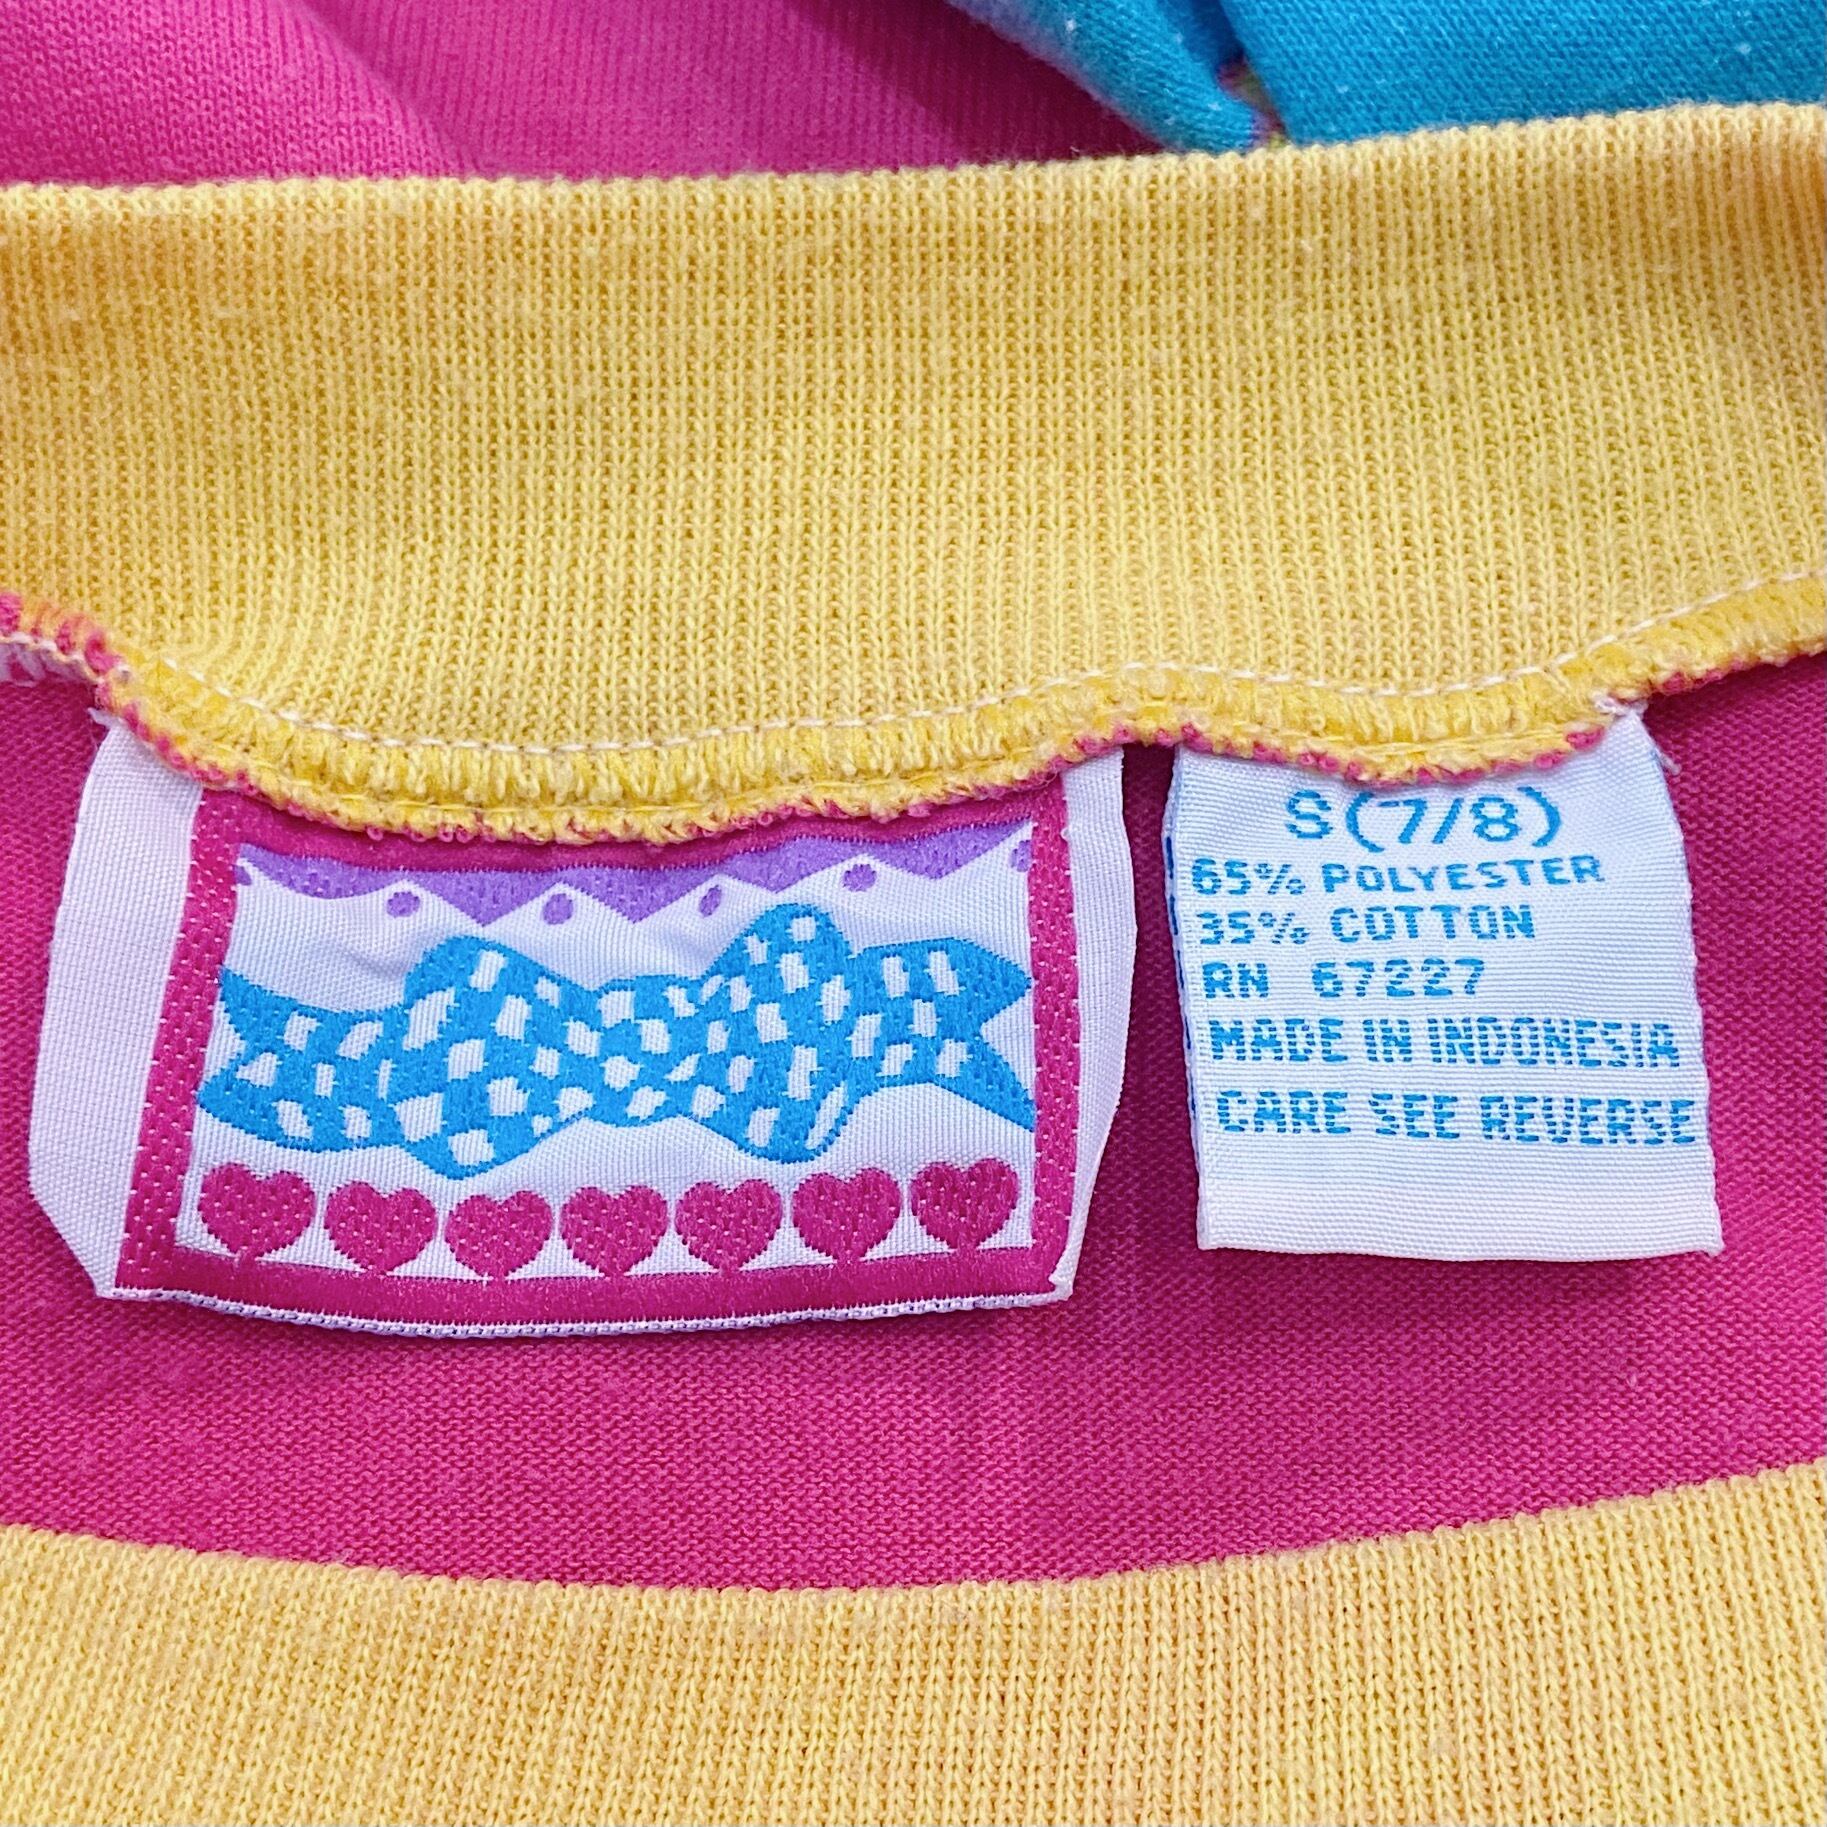 S(7/8)
65% POLYESTER
35% COTTON
RN 67227
MADE IN INDONESIA
CARE SEE REVERSE